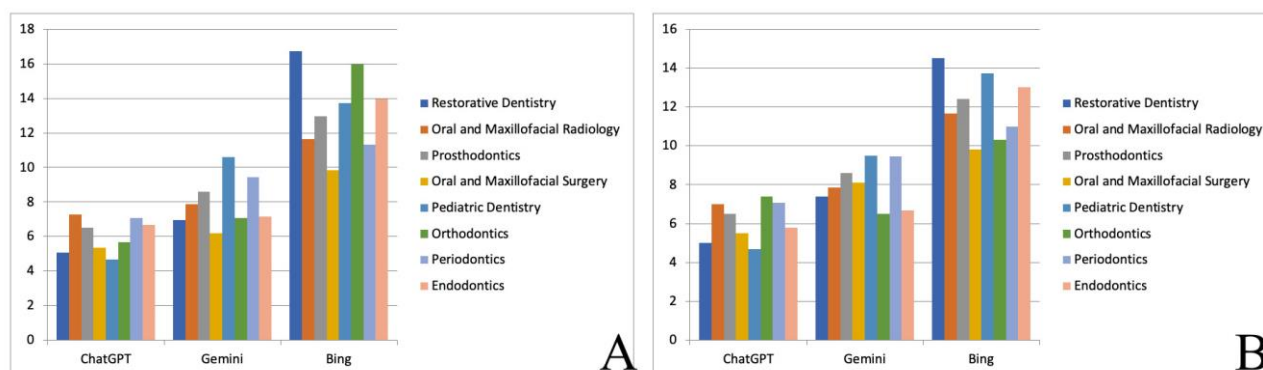 18
16
14
12
10
8
6
4
2
0
ChatGPT
Gemini
Bing
Restorative Dentistry
Oral and Maxillofacial Radiology
Prosthodontics
Oral and Maxillofacial Surgery
Pediatric Dentistry
Orthodontics
Periodontics
Endodontics
A
16
14
12
10
8
6
4
2
0
ChatGPT
Gemini
Bing
Restorative Dentistry
Oral and Maxillofacial Radiology
Prosthodontics
Oral and Maxillofacial Surgery
Pediatric Dentistry
Orthodontics
Periodontics
Endodontics
B